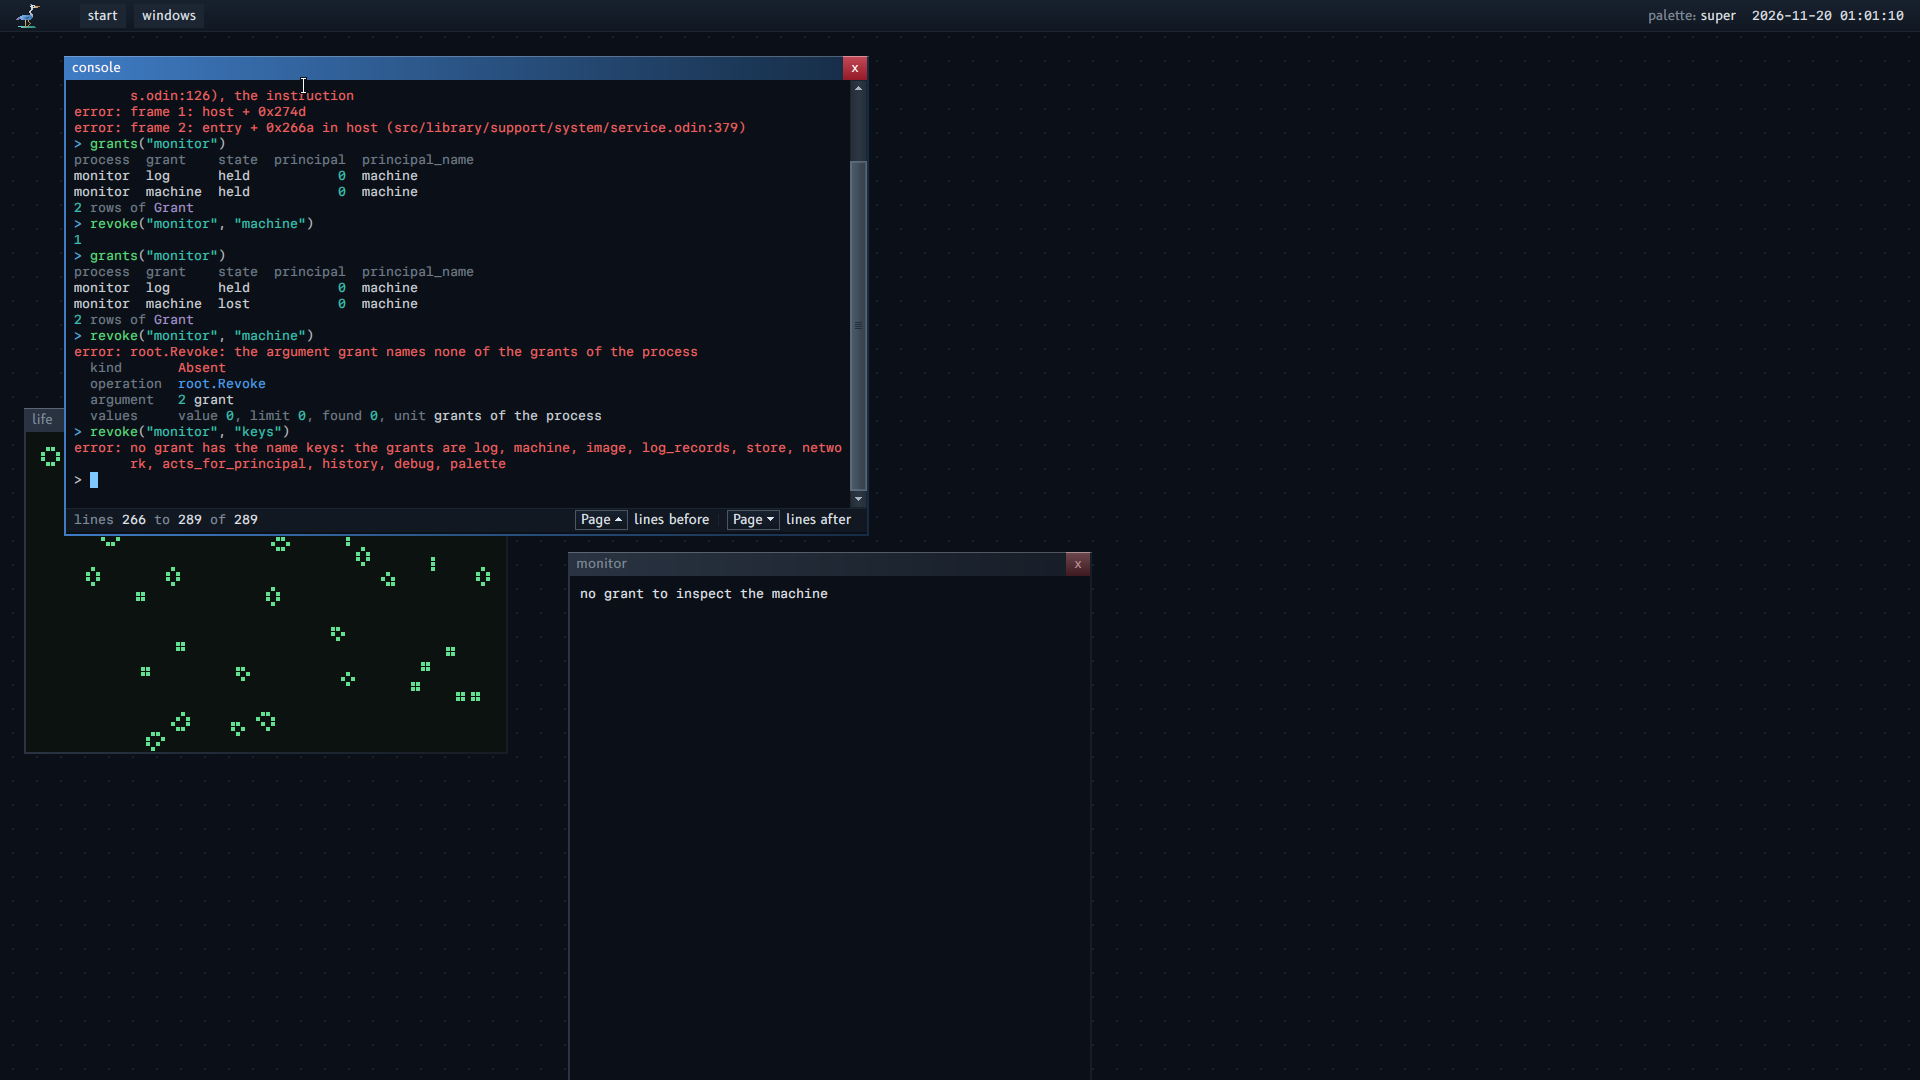 start windows palette: super 2026-11-20 01:01:10
console x
s.odin:126), the instruction
error: frame 1: host + 0x274d
error: frame 2: entry + 0x266a in host (src/library/support/system/service.odin:379)
> grants("monitor")
process grant state principal principal_name
monitor log held 0 machine
monitor machine held 0 machine
2 rows of Grant
> revoke("monitor", "machine")
1
> grants("monitor")
process grant state principal principal_name
monitor log held 0 machine
monitor machine lost 0 machine
2 rows of Grant
> revoke("monitor", "machine")
error: root.Revoke: the argument grant names none of the grants of the process
kind Absent
operation root.Revoke
argument 2 grant
values value 0, limit 0, found 0, unit grants of the process
> revoke("monitor", "keys")
error: no grant has the name keys: the grants are log, machine, image, log_records, store, netwo
rk, acts_for_principal, history, debug, palette
>
lines 266 to 289 of 289 Page lines before Page lines after
life
monitor x
no grant to inspect the machine